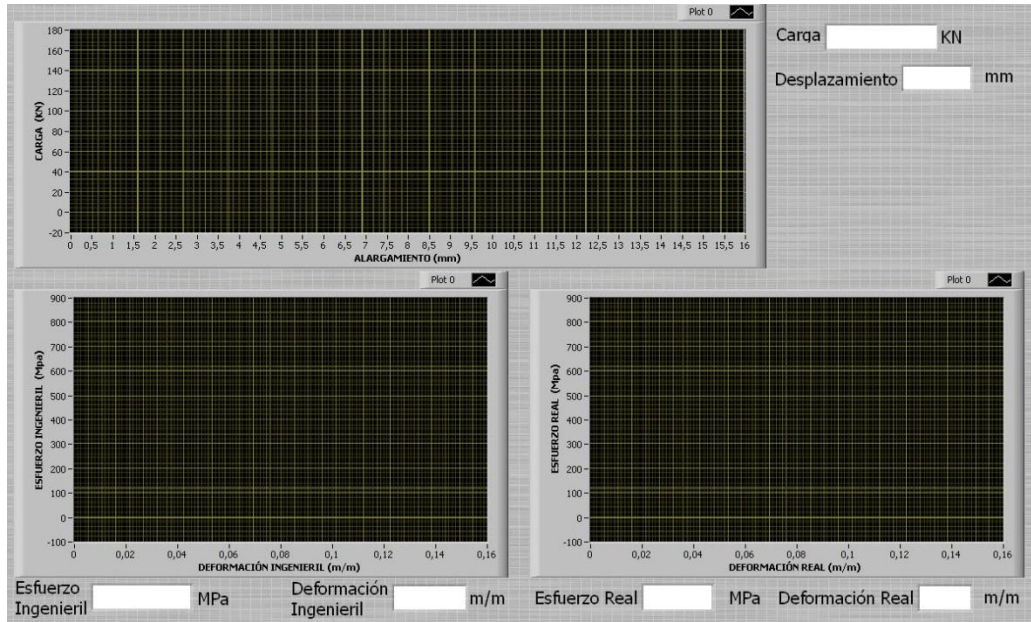 Plot 0
180
160
140
120
100
80
60
40
20
0
-20
CARGA (KN)
0 0,5 1 1,5 2 2,5 3 3,5 4 4,5 5 5,5 6 6,5 7 7,5 8 8,5 9 9,5 10 10,5 11 11,5 12 12,5 13 13,5 14 14,5 15 15,5 16
ALARGAMIENTO (mm)
Carga KN
Desplazamiento mm
Plot 0
900
800
700
600
500
400
300
200
100
0
-100
ESFUERZO INGENIERIL (Mpa)
0 0,02 0,04 0,06 0,08 0,1 0,12 0,14 0,16
DEFORMACIÓN INGENIERIL (m/m)
Plot 0
900
800
700
600
500
400
300
200
100
0
-100
ESFUERZO REAL (Mpa)
0 0,02 0,04 0,06 0,08 0,1 0,12 0,14 0,16
DEFORMACIÓN REAL (m/m)
Esfuerzo
Ingenieril MPa
Deformación
Ingenieril m/m
Esfuerzo Real MPa
Deformación Real m/m